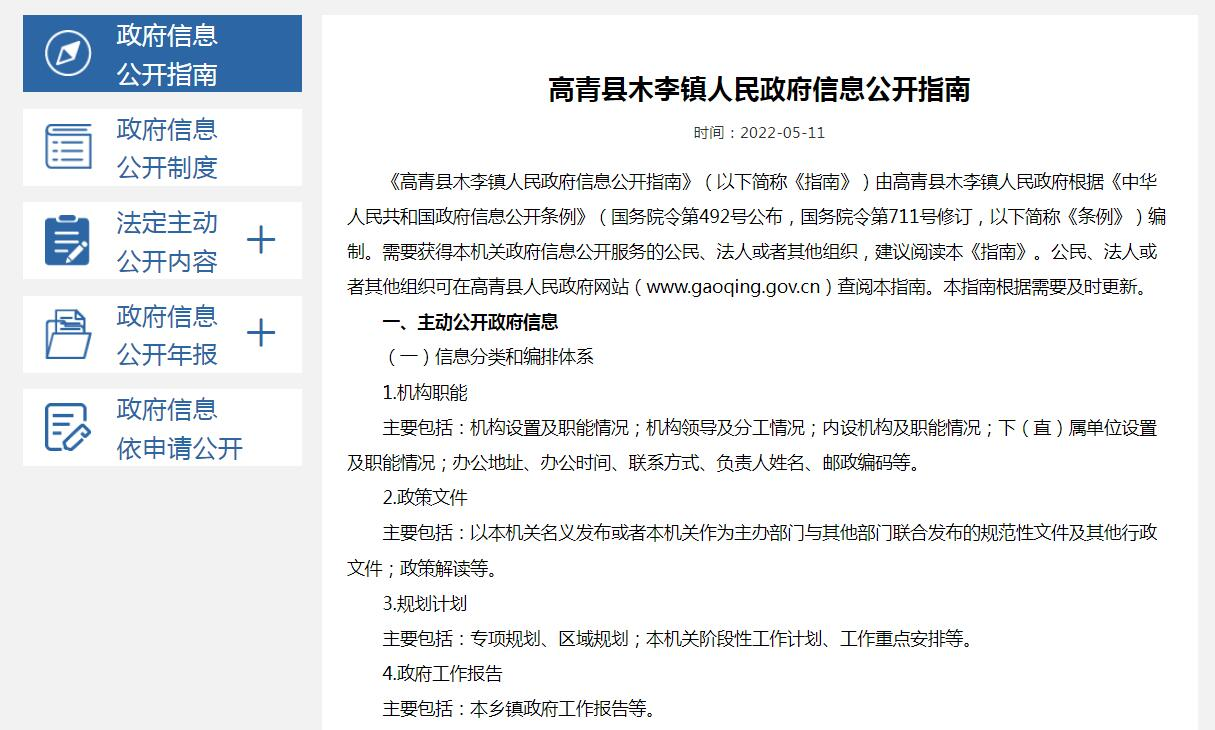 政府信息
公开指南
政府信息
公开制度
法定主动
公开内容
政府信息
公开年报
政府信息
依申请公开
高青县木李镇人民政府信息公开指南
时间：2022-05-11
《高青县木李镇人民政府信息公开指南》（以下简称《指南》）由高青县木李镇人民政府根据《中华
人民共和国政府信息公开条例》（国务院令第492号公布，国务院令第711号修订，以下简称《条例》）编
制。需要获得本机关政府信息公开服务的公民、法人或者其他组织，建议阅读本《指南》。公民、法人或
者其他组织可在高青县人民政府网站（www.gaoqing.gov.cn）查阅本指南。本指南根据需要及时更新。
一、主动公开政府信息
（一）信息分类和编排体系
1.机构职能
主要包括：机构设置及职能情况；机构领导及分工情况；内设机构及职能情况；下（直）属单位设置
及职能情况；办公地址、办公时间、联系方式、负责人姓名、邮政编码等。
2.政策文件
主要包括：以本机关名义发布或者本机关作为主办部门与其他部门联合发布的规范性文件及其他行政
文件；政策解读等。
3.规划计划
主要包括：专项规划、区域规划；本机关阶段性工作计划、工作重点安排等。
4.政府工作报告
主要包括：本乡镇政府工作报告等。